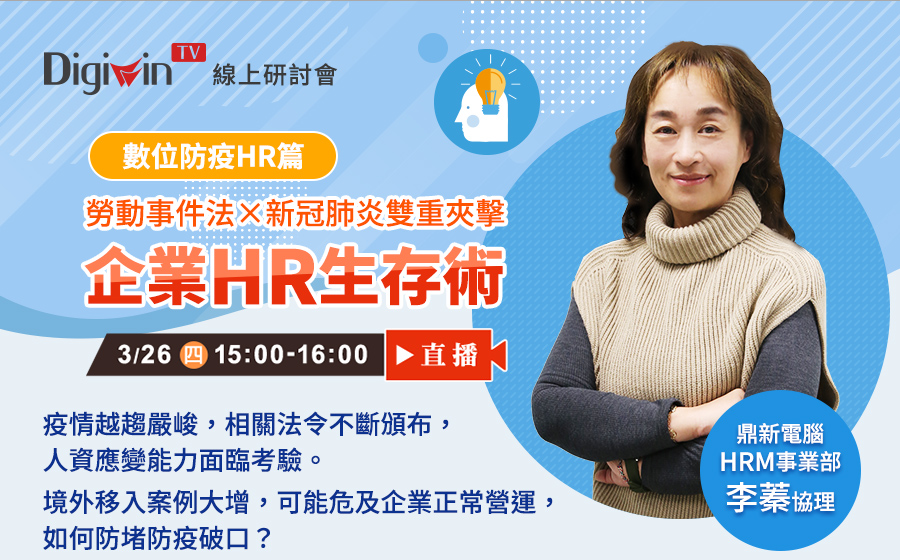 Digiwin TV 線上研討會
數位防疫HR篇
勞動事件法×新冠肺炎雙重夾擊
企業HR生存術
3/26 四 15:00-16:00 直播
疫情越趨嚴峻，相關法令不斷頒布，
人資應變能力面臨考驗。
境外移入案例大增，可能危及企業正常營運，
如何防堵防疫破口？
鼎新電腦
HRM事業部
李蓁協理